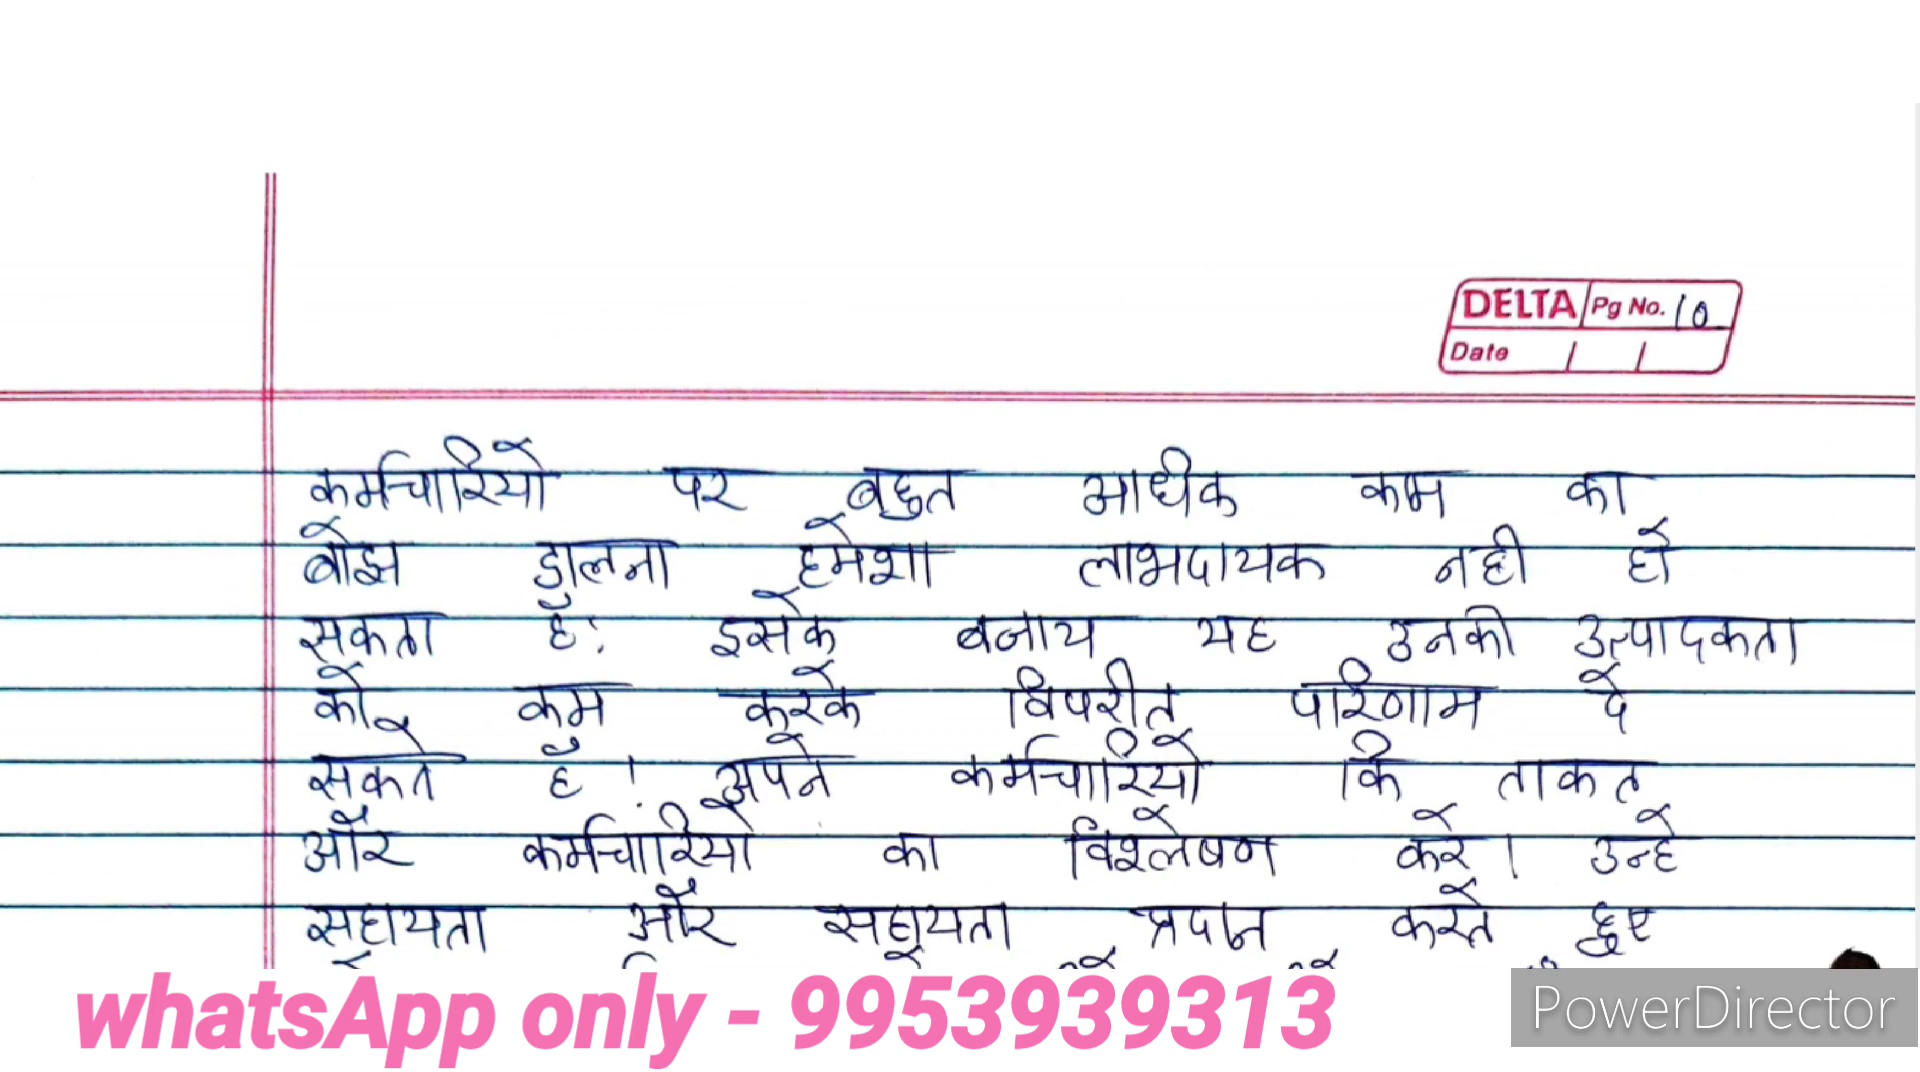 DELTA Pg No. 10
Date / /
कर्मचारियो पर बहुत अधिक काम का
बोझ डालना हमेशा लाभदायक नही हो
सकता है; इसके बजाय यह उनकी उत्पादकता
को कम करके विपरीत परिणाम दे
सकते है। अपने कर्मचारियो कि ताकत
और कर्मचारियो का विश्लेषण करे। उन्हे
सहायता और सहायता प्रदान करते हुए
whatsApp only - 9953939313
PowerDirector